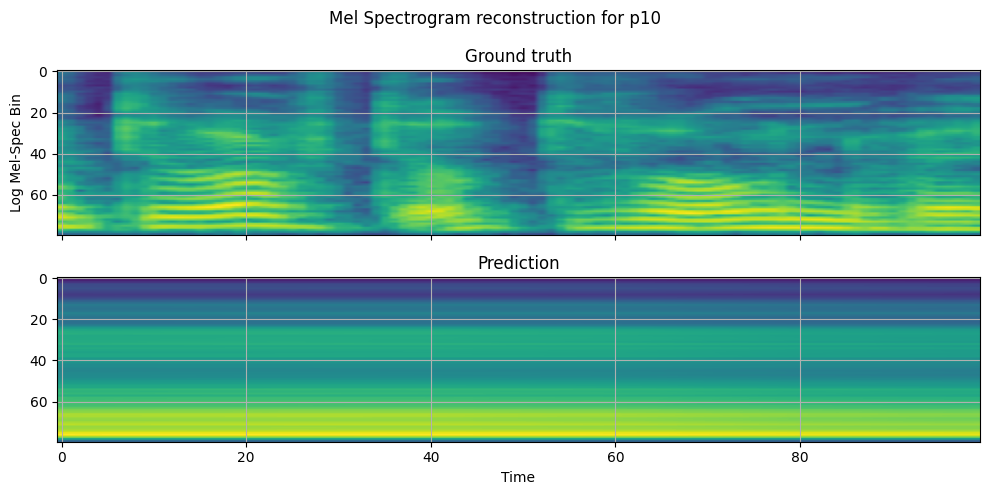 Mel Spectrogram reconstruction for p10
Ground truth
Log Mel-Spec Bin
0
20
40
60
Prediction
0
20
40
60
0 20 40 60 80
Time